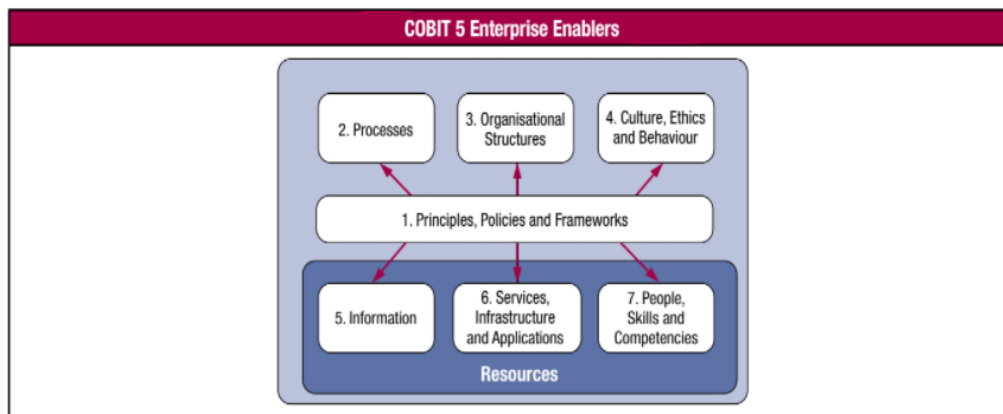 COBIT 5 Enterprise Enablers
2. Processes
3. Organisational
Structures
4. Culture, Ethics
and Behaviour
1. Principles, Policies and Frameworks
5. Information
6. Services,
Infrastructure
and Applications
7. People,
Skills and
Competencies
Resources